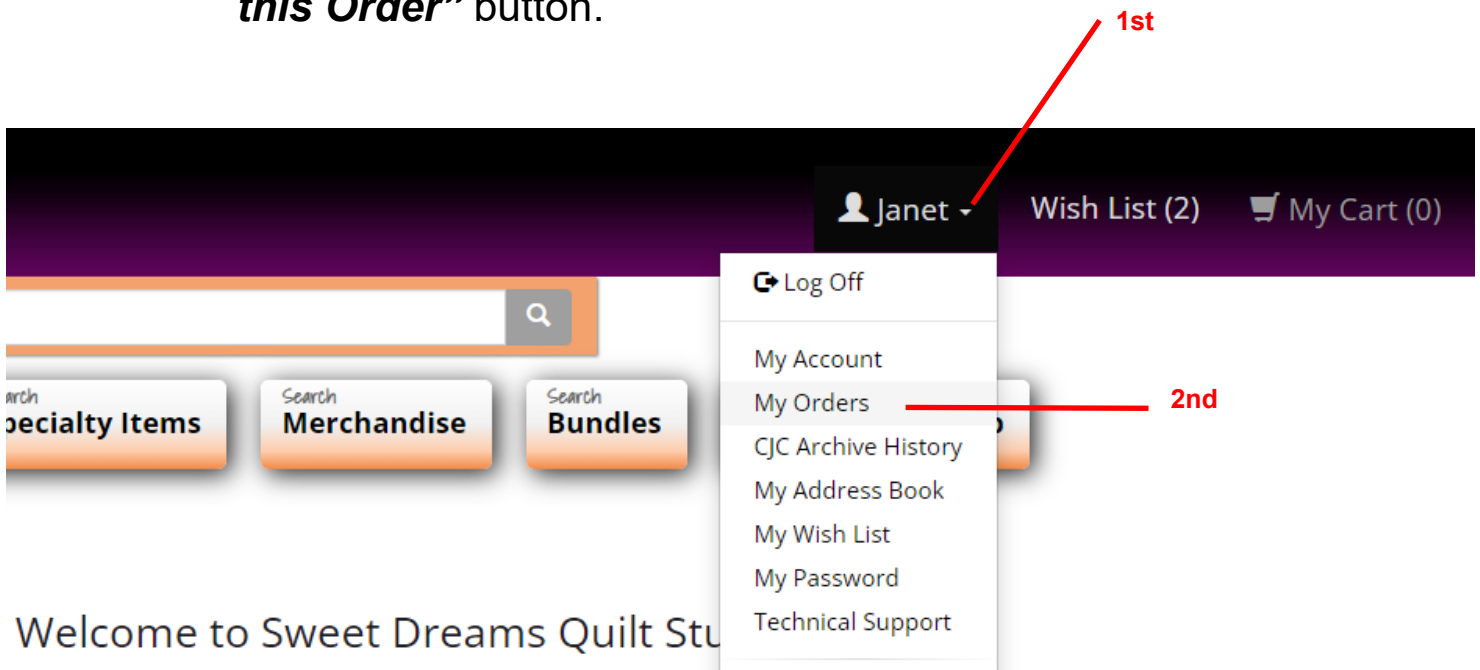 this Order" button.
1st
Janet Wish List (2) My Cart (0)
Log Off
My Account
Search
Merchandise
Search
Bundles
Items
My Orders
2nd
CJC Archive History
My Address Book
My Wish List
My Password
Technical Support
Welcome to Sweet Dreams Quilt